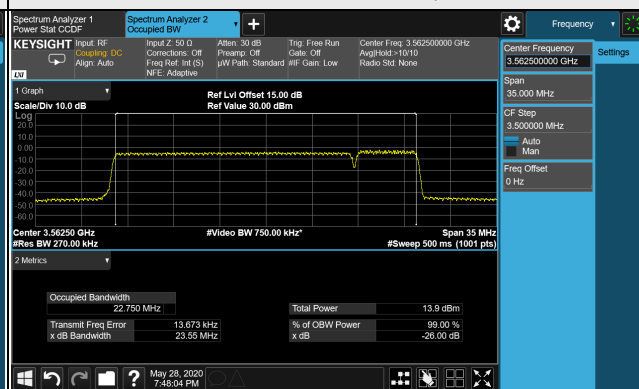 Spectrum Analyzer 1
Power Stat CCDF
Spectrum Analyzer 2
Occupied BW
Frequency
KEYSIGHT
Input: RF
Coupling: DC
Align: Auto
Input Z: 50 Ω
Corrections: Off
Freq Ref: Int (S)
NFE: Adaptive
Atten: 30 dB
Preamp: Off
µW Path: Standard
Trig: Free Run
Gate: Off
#IF Gain: Low
Center Freq: 3.562500000 GHz
Avg|Hold:>10/10
Radio Std: None
LXI
Center Frequency
3.562500000 GHz
Settings
Span
35.000 MHz
CF Step
3.500000 MHz
Auto
Man
Freq Offset
0 Hz
1 Graph
Scale/Div 10.0 dB
Ref Lvl Offset 15.00 dB
Ref Value 30.00 dBm
Log
20.0
10.0
0.00
-10.0
-20.0
-30.0
-40.0
-50.0
-60.0
Center 3.56250 GHz
#Res BW 270.00 kHz
#Video BW 750.00 kHz*
Span 35 MHz
#Sweep 500 ms (1001 pts)
2 Metrics
Occupied Bandwidth
22.750 MHz
Total Power 13.9 dBm
Transmit Freq Error 13.673 kHz
% of OBW Power 99.00 %
x dB Bandwidth 23.55 MHz
x dB -26.00 dB
May 28, 2020
7:48:04 PM